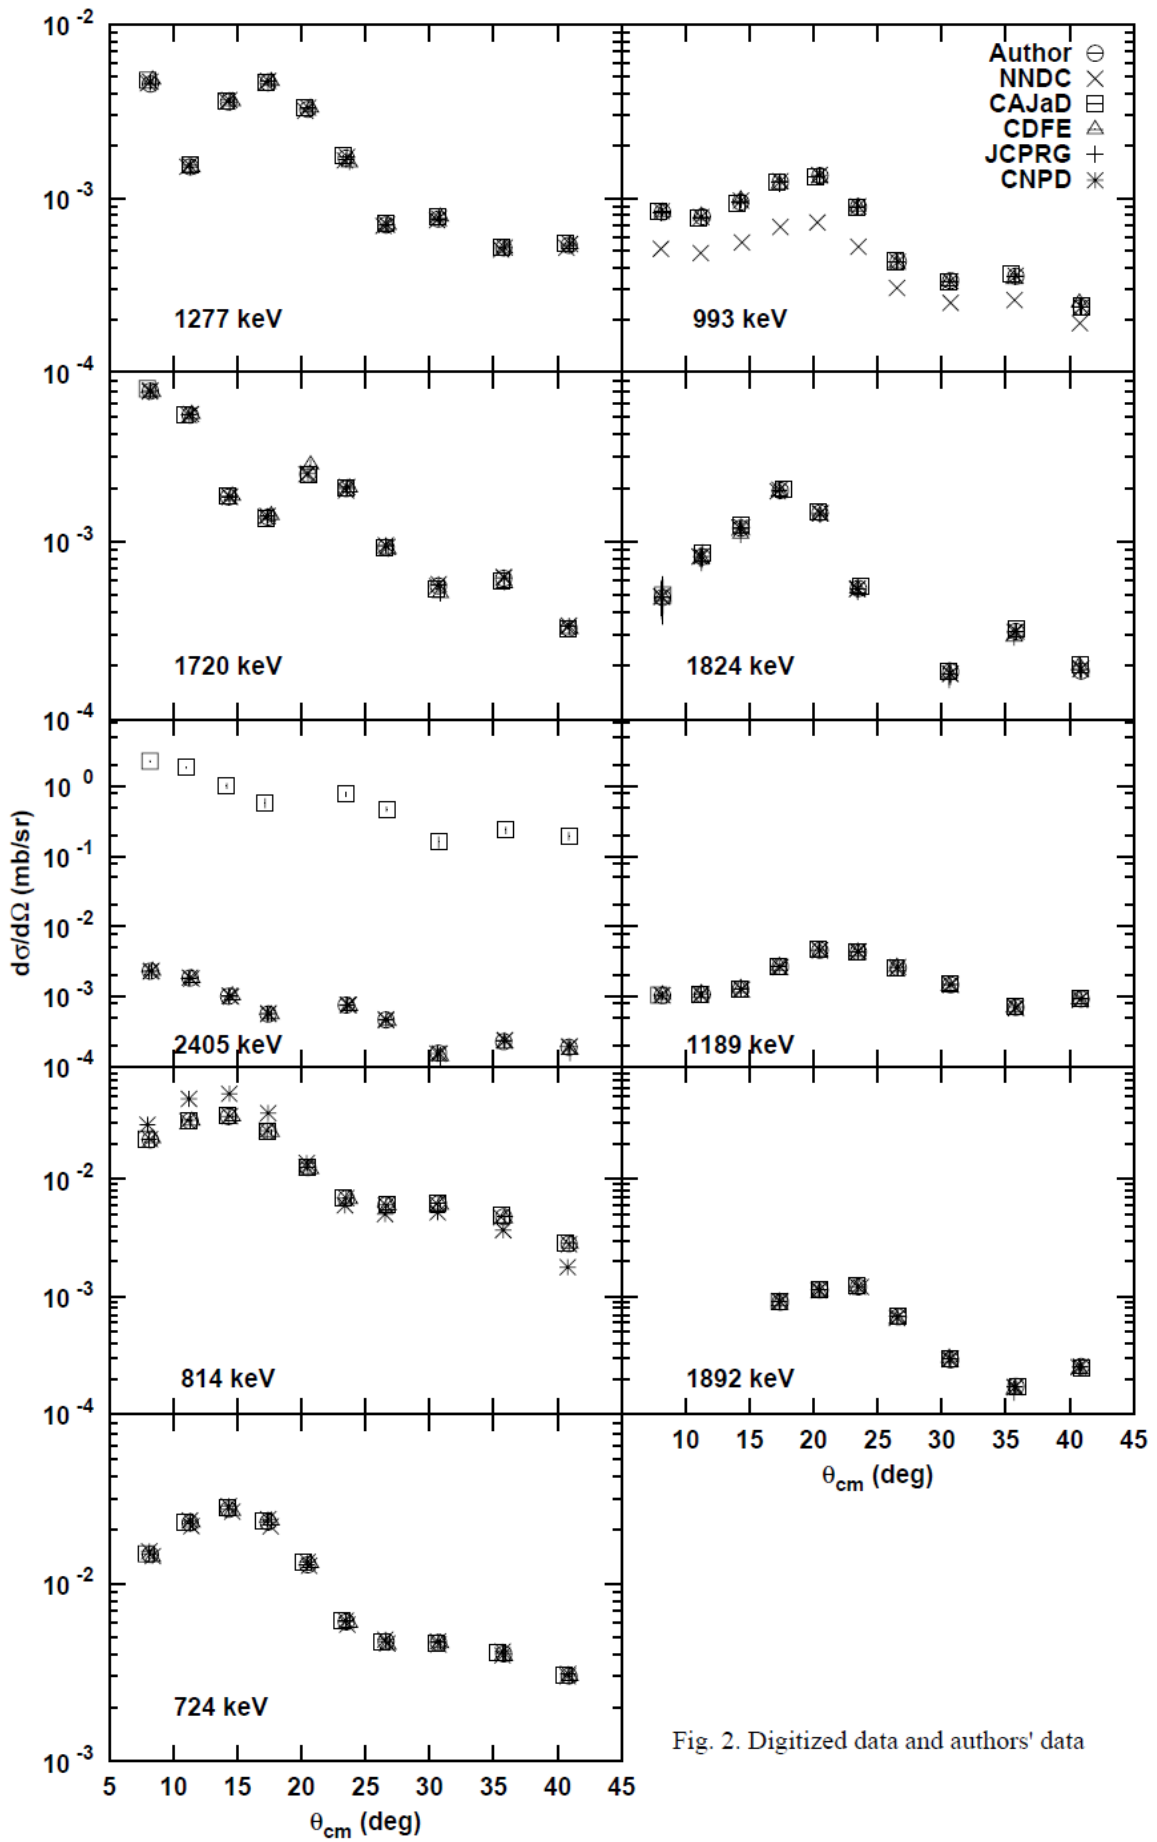 10 -2
10 -3
10 -4
1277 keV
993 keV
Author
NNDC
CAJaD
CDFE
JCPRG
CNPD
10 -3
10 -4
1720 keV
1824 keV
10 0
10 -1
10 -2
10 -3
10 -4
2405 keV
1189 keV
dσ/dΩ (mb/sr)
10 -2
10 -3
10 -4
814 keV
1892 keV
10 15 20 25 30 35 40 45
θcm (deg)
10 -2
10 -3
724 keV
Fig. 2. Digitized data and authors' data
5 10 15 20 25 30 35 40 45
θcm (deg)